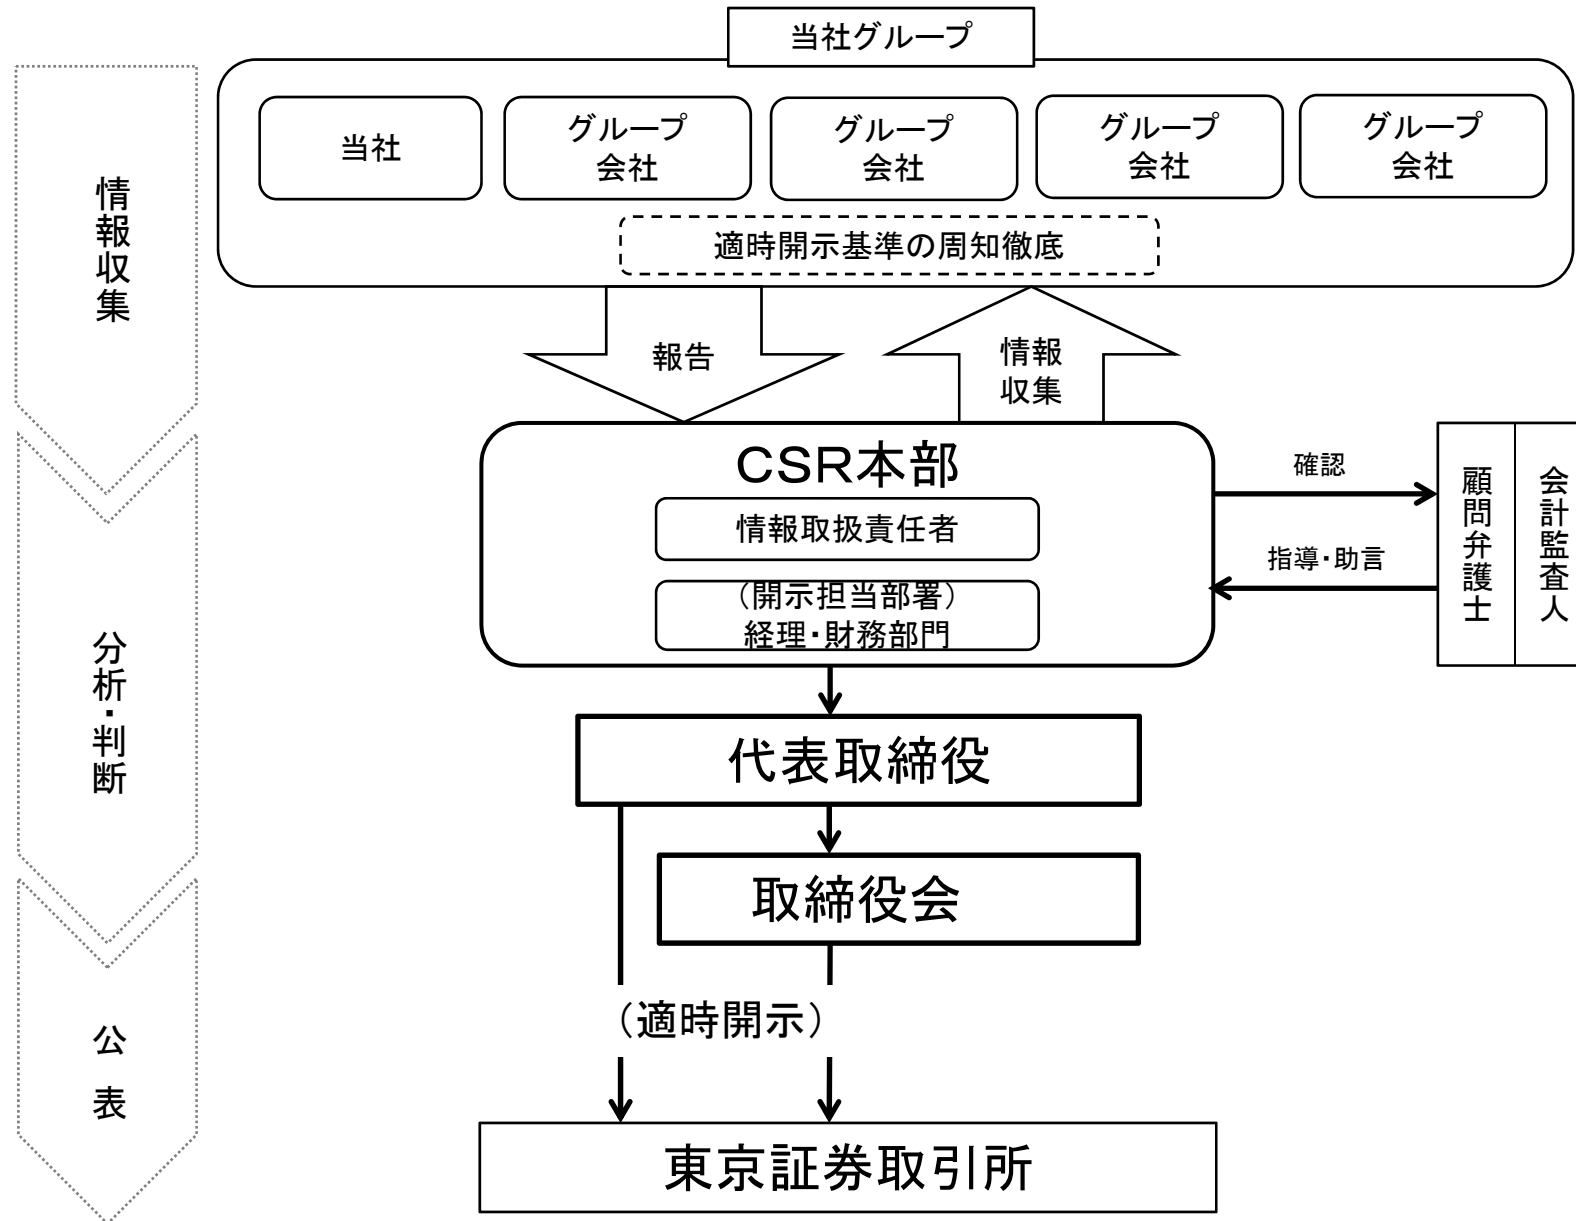 当社グループ
当社
グループ
会社
グループ
会社
グループ
会社
グループ
会社
適時開示基準の周知徹底
情報収集
報告
情報
収集
CSR本部
情報取扱責任者
（開示担当部署）
経理・財務部門
確認
指導・助言
顧問弁護士
会計監査人
分析・判断
代表取締役
取締役会
（適時開示）
公表
東京証券取引所